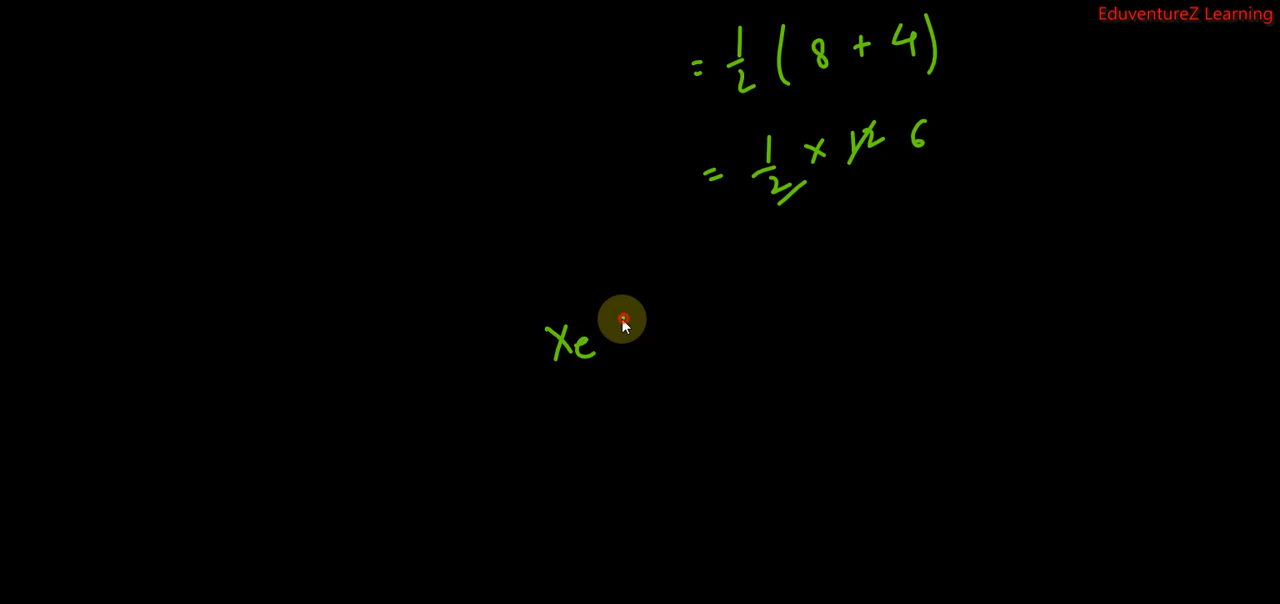 EduventureZ Learning
= 1/2 ( 8 + 4 )
= 1/2 x 12 6
Xe